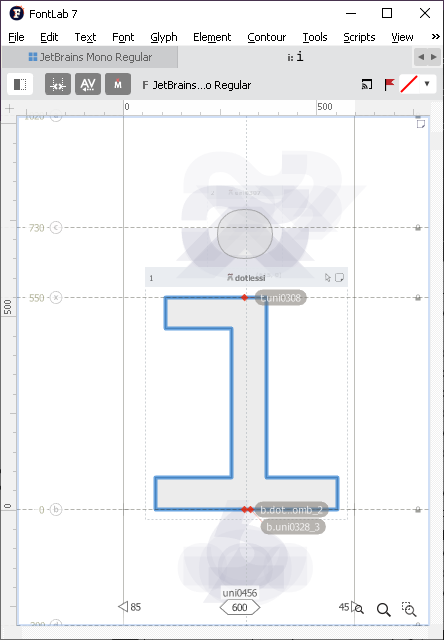 FontLab 7
File Edit Text Font Glyph Element Contour Tools Scripts View »
JetBrains Mono Regular i: i
F JetBrains...o Regular
0 500
1020 c
730 c
1 dotlessi
550 x
t.uni0308
500
0
0 b
b.dot...omb_2
b.uni0328_3
uni0456
85 600 45